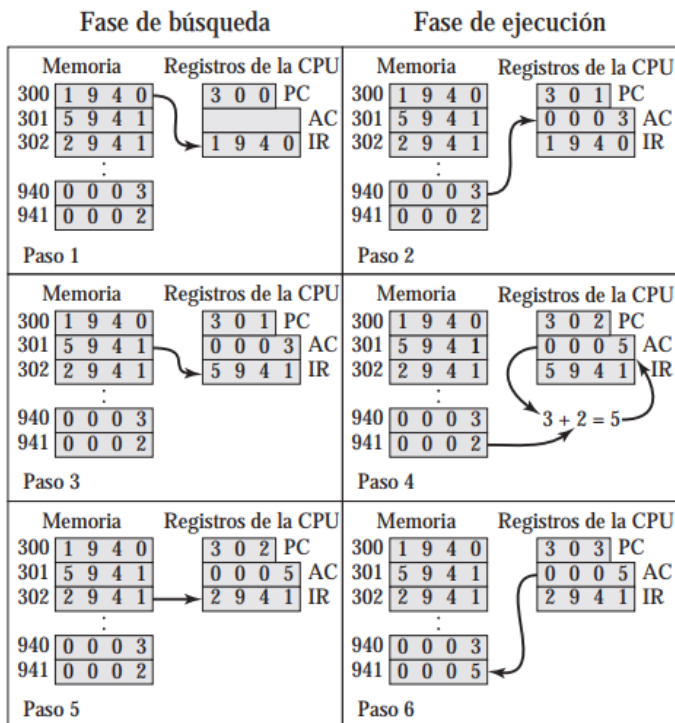 Fase de búsqueda
Fase de ejecución
Memoria Registros de la CPU
300 1 9 4 0 3 0 0 PC
301 5 9 4 1 AC
302 2 9 4 1 1 9 4 0 IR
:
940 0 0 0 3
941 0 0 0 2
Paso 1
Memoria Registros de la CPU
300 1 9 4 0 3 0 1 PC
301 5 9 4 1 0 0 0 3 AC
302 2 9 4 1 1 9 4 0 IR
:
940 0 0 0 3
941 0 0 0 2
Paso 2
Memoria Registros de la CPU
300 1 9 4 0 3 0 1 PC
301 5 9 4 1 0 0 0 3 AC
302 2 9 4 1 5 9 4 1 IR
:
940 0 0 0 3
941 0 0 0 2
Paso 3
Memoria Registros de la CPU
300 1 9 4 0 3 0 2 PC
301 5 9 4 1 0 0 0 5 AC
302 2 9 4 1 5 9 4 1 IR
:
940 0 0 0 3 3 + 2 = 5
941 0 0 0 2
Paso 4
Memoria Registros de la CPU
300 1 9 4 0 3 0 2 PC
301 5 9 4 1 0 0 0 5 AC
302 2 9 4 1 2 9 4 1 IR
:
940 0 0 0 3
941 0 0 0 2
Paso 5
Memoria Registros de la CPU
300 1 9 4 0 3 0 3 PC
301 5 9 4 1 0 0 0 5 AC
302 2 9 4 1 2 9 4 1 IR
:
940 0 0 0 3
941 0 0 0 5
Paso 6